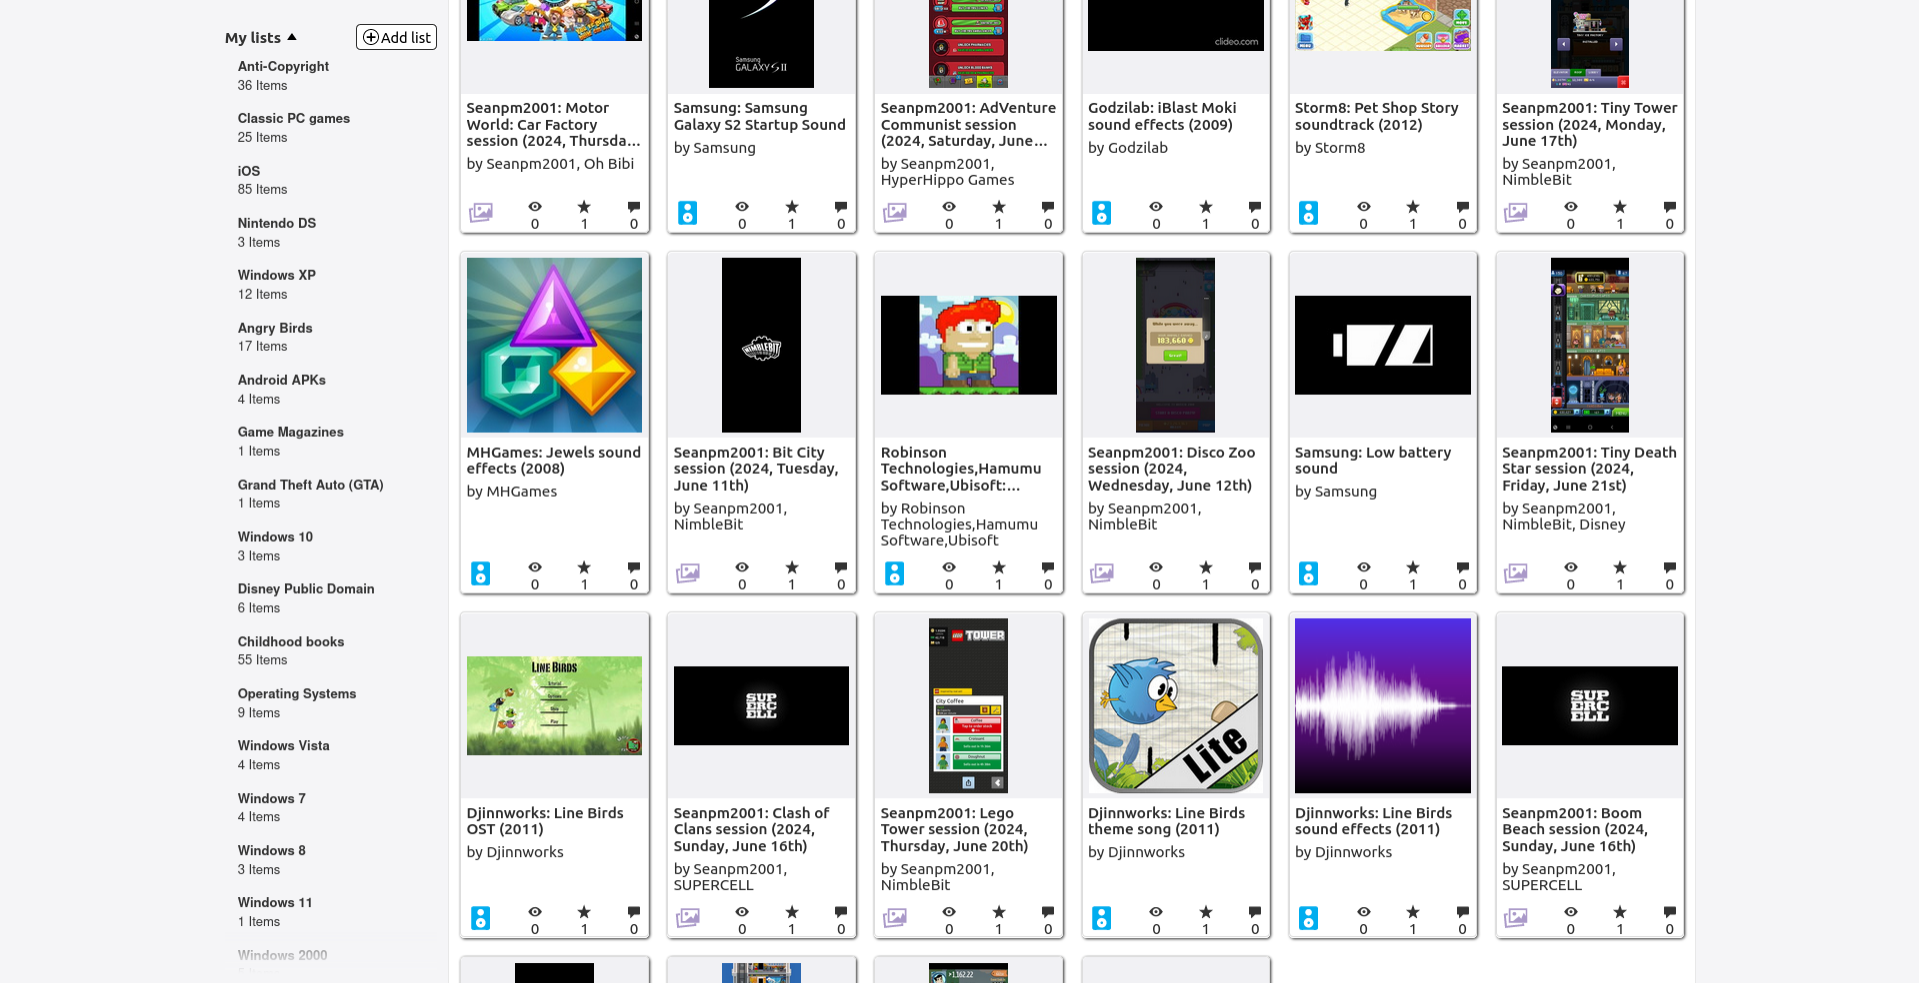 My lists
Add list
Anti-Copyright
36 Items
Classic PC games
25 Items
iOS
85 Items
Nintendo DS
3 Items
Windows XP
12 Items
Angry Birds
17 Items
Android APKs
4 Items
Game Magazines
1 Items
Grand Theft Auto (GTA)
1 Items
Windows 10
3 Items
Disney Public Domain
6 Items
Childhood books
55 Items
Operating Systems
9 Items
Windows Vista
4 Items
Windows 7
4 Items
Windows 8
3 Items
Windows 11
1 Items
Windows 2000
Seanpm2001: Motor
World: Car Factory
session (2024, Thursda...
by Seanpm2001, Oh Bibi
0 1 0
Samsung
GALAXY S II
Samsung: Samsung
Galaxy S2 Startup Sound
by Samsung
0 1 0
Seanpm2001: AdVenture
Communist session
(2024, Saturday, June...
by Seanpm2001,
HyperHippo Games
0 1 0
clideo.com
Godzilab: iBlast Moki
sound effects (2009)
by Godzilab
0 1 0
Storm8: Pet Shop Story
soundtrack (2012)
by Storm8
0 1 0
Seanpm2001: Tiny Tower
session (2024, Monday,
June 17th)
by Seanpm2001,
NimbleBit
0 1 0
MHGames: Jewels sound
effects (2008)
by MHGames
0 1 0
NIMBLEBIT
Seanpm2001: Bit City
session (2024, Tuesday,
June 11th)
by Seanpm2001,
NimbleBit
0 1 0
Robinson
Technologies,Hamumu
Software,Ubisoft:...
by Robinson
Technologies,Hamumu
Software,Ubisoft
0 1 0
While you were away...
183,660
Seanpm2001: Disco Zoo
session (2024,
Wednesday, June 12th)
by Seanpm2001,
NimbleBit
0 1 0
Samsung: Low battery
sound
by Samsung
0 1 0
Seanpm2001: Tiny Death
Star session (2024,
Friday, June 21st)
by Seanpm2001,
NimbleBit, Disney
0 1 0
LINE BIRDS
Djinnworks: Line Birds
OST (2011)
by Djinnworks
0 1 0
SUP
ERC
ELL
Seanpm2001: Clash of
Clans session (2024,
Sunday, June 16th)
by Seanpm2001,
SUPERCELL
0 1 0
LEGO TOWER
City Coffee
Seanpm2001: Lego
Tower session (2024,
Thursday, June 20th)
by Seanpm2001,
NimbleBit
0 1 0
Lite
Djinnworks: Line Birds
theme song (2011)
by Djinnworks
0 1 0
Djinnworks: Line Birds
sound effects (2011)
by Djinnworks
0 1 0
SUP
ERC
ELL
Seanpm2001: Boom
Beach session (2024,
Sunday, June 16th)
by Seanpm2001,
SUPERCELL
0 1 0